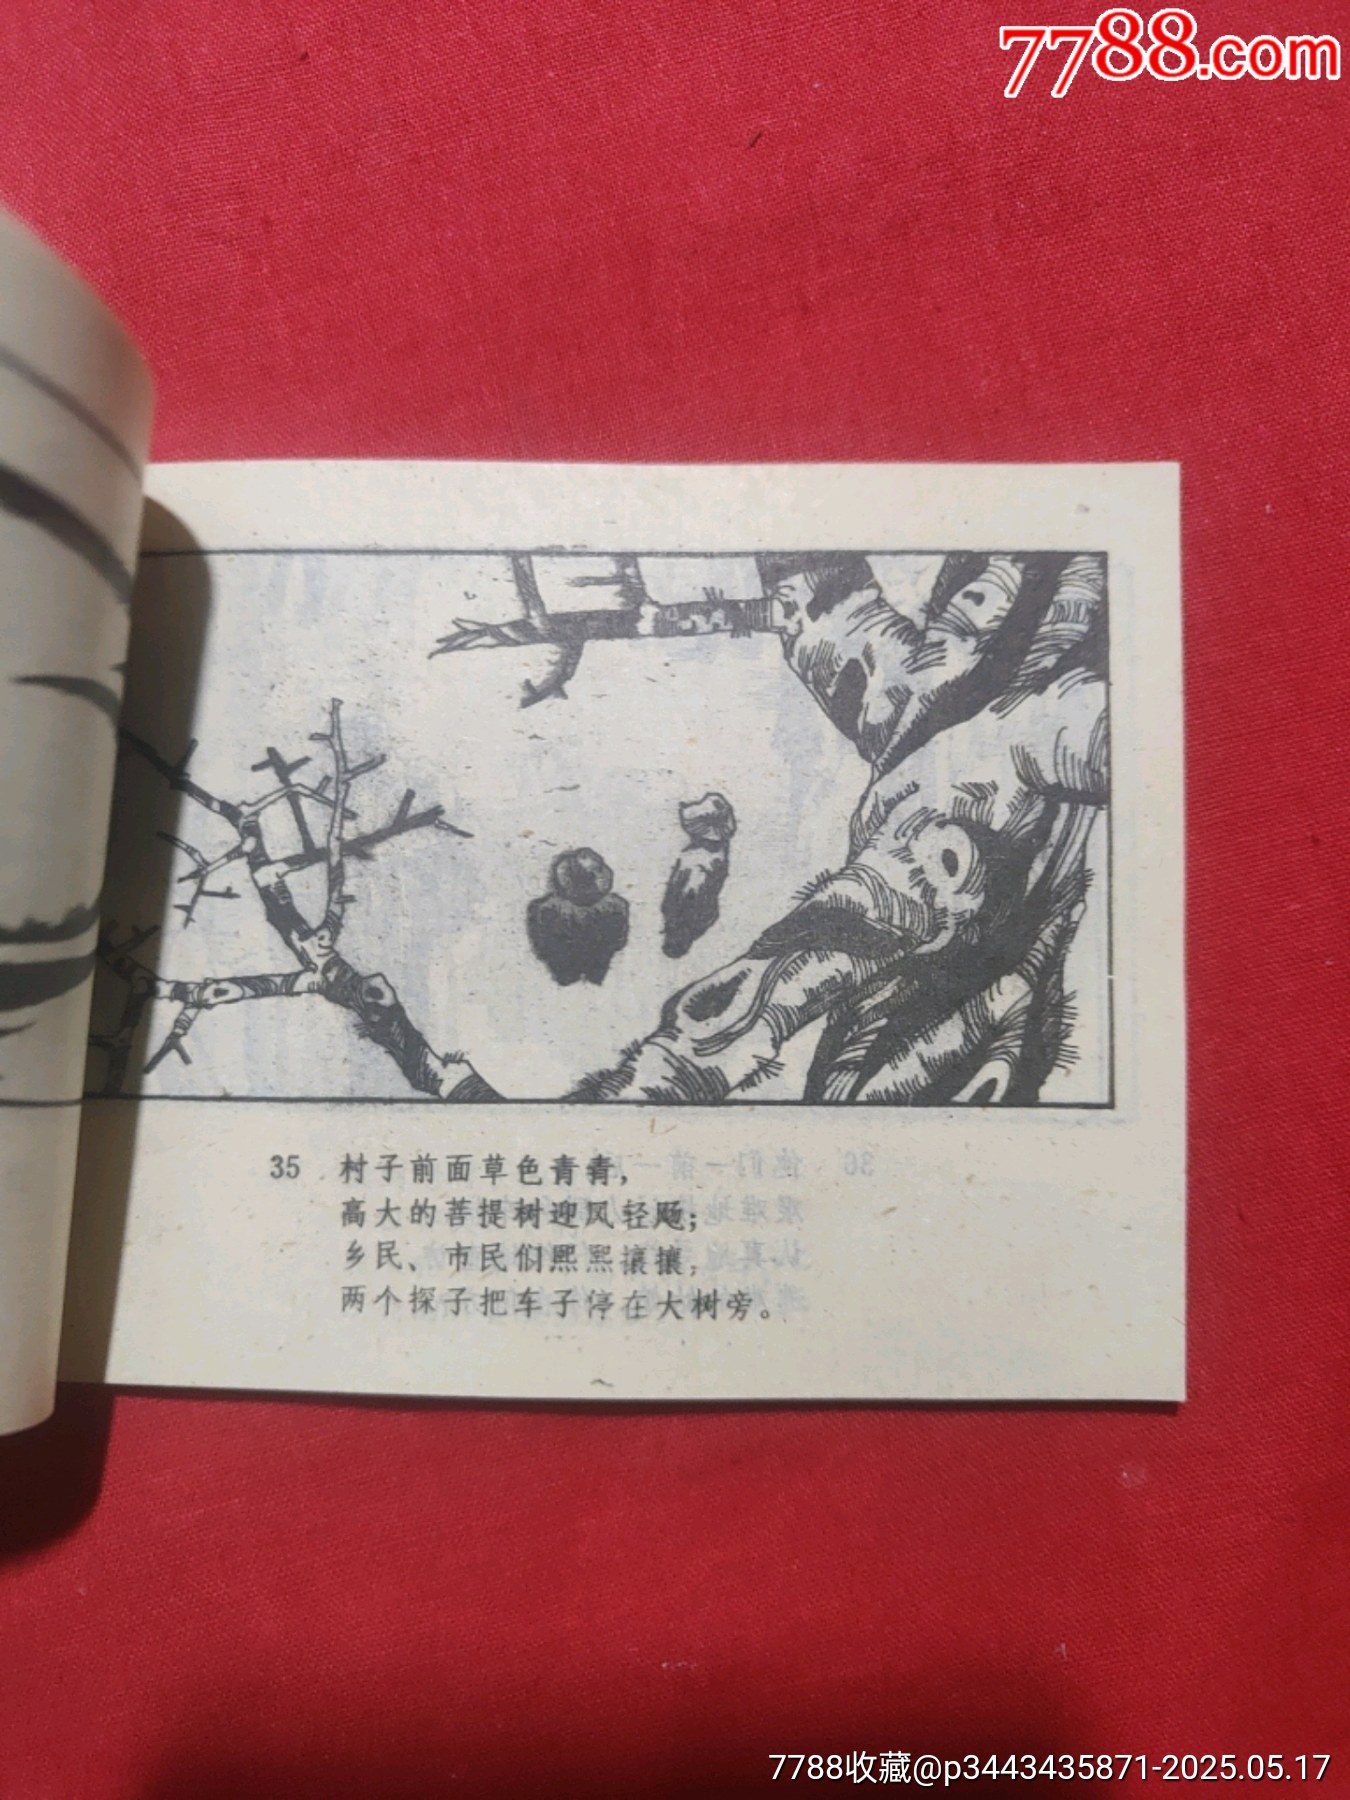 7788.com
35 村子前面草色青青，
高大的菩提树迎风轻飏；
乡民、市民们熙熙攘攘，
两个探子把车子停在大树旁。
7788收藏@p3443435871-2025.05.17